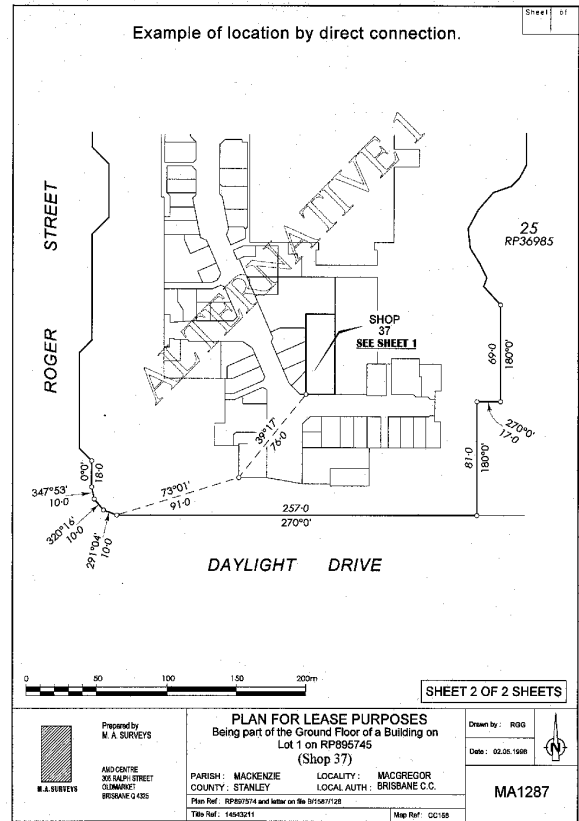 Sheet of
Example of location by direct connection.
ALTERNATIVE 1
ROGER STREET
25
RP36985
SHOP
37
SEE SHEET 1
69·0
180°0'
270°0'
17·0
81·0
180°0'
39°17'
76·0
0°0'
18·0
347°53'
10·0
320°16'
10·0
291°04'
10·0
73°01'
91·0
257·0
270°0'
DAYLIGHT DRIVE
0 50 100 150 200m
SHEET 2 OF 2 SHEETS
M.A.SURVEYS
Prepared by
M. A. SURVEYS
AMD CENTRE
305 RALPH STREET
OLDMARKET
BRISBANE Q 4325
PLAN FOR LEASE PURPOSES
Being part of the Ground Floor of a Building on
Lot 1 on RP895745
(Shop 37)
PARISH : MACKENZIE LOCALITY : MACGREGOR
COUNTY : STANLEY LOCAL AUTH : BRISBANE C.C.
Plan Ref : RP897574 and letter on file B/1587/128
Title Ref : 14543211 Map Ref: CC158
Drawn by : RGG
Date : 02.05.1998
N
MA1287